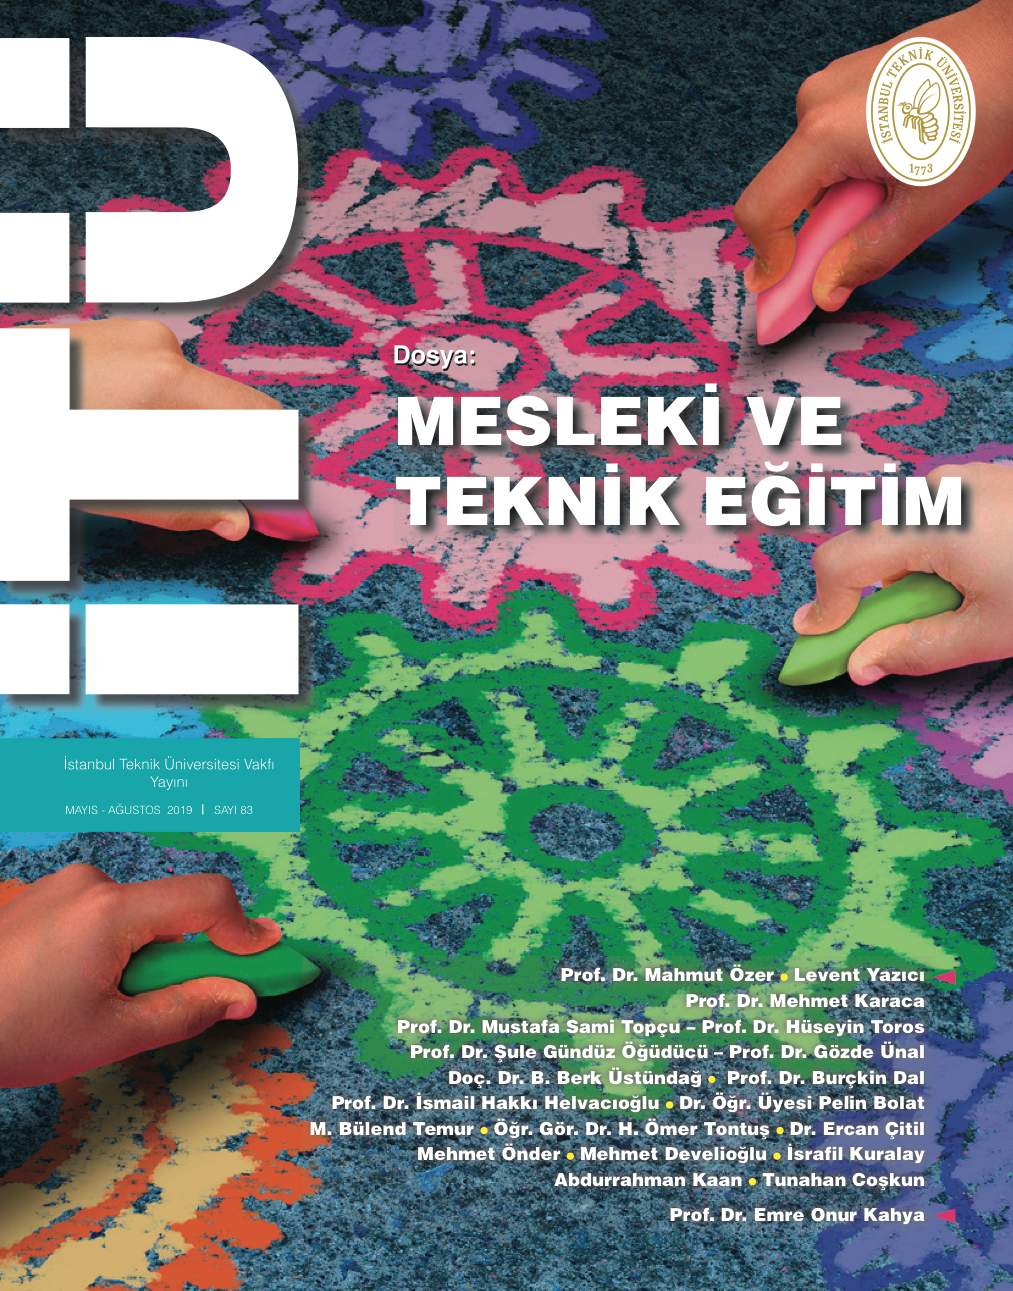 İTÜ
İSTANBUL TEKNİK ÜNİVERSİTESİ
1773
Dosya:
MESLEKİ VE
TEKNİK EĞİTİM
İstanbul Teknik Üniversitesi Vakfı
Yayını
MAYIS - AĞUSTOS 2019 | SAYI 83
Prof. Dr. Mahmut Özer • Levent Yazıcı
Prof. Dr. Mehmet Karaca
Prof. Dr. Mustafa Sami Topçu – Prof. Dr. Hüseyin Toros
Prof. Dr. Şule Gündüz Öğüdücü – Prof. Dr. Gözde Ünal
Doç. Dr. B. Berk Üstündağ • Prof. Dr. Burçkin Dal
Prof. Dr. İsmail Hakkı Helvacıoğlu • Dr. Öğr. Üyesi Pelin Bolat
M. Bülend Temur • Öğr. Gör. Dr. H. Ömer Tontuş • Dr. Ercan Çitil
Mehmet Önder • Mehmet Develioğlu • İsrafil Kuralay
Abdurrahman Kaan • Tunahan Coşkun
Prof. Dr. Emre Onur Kahya